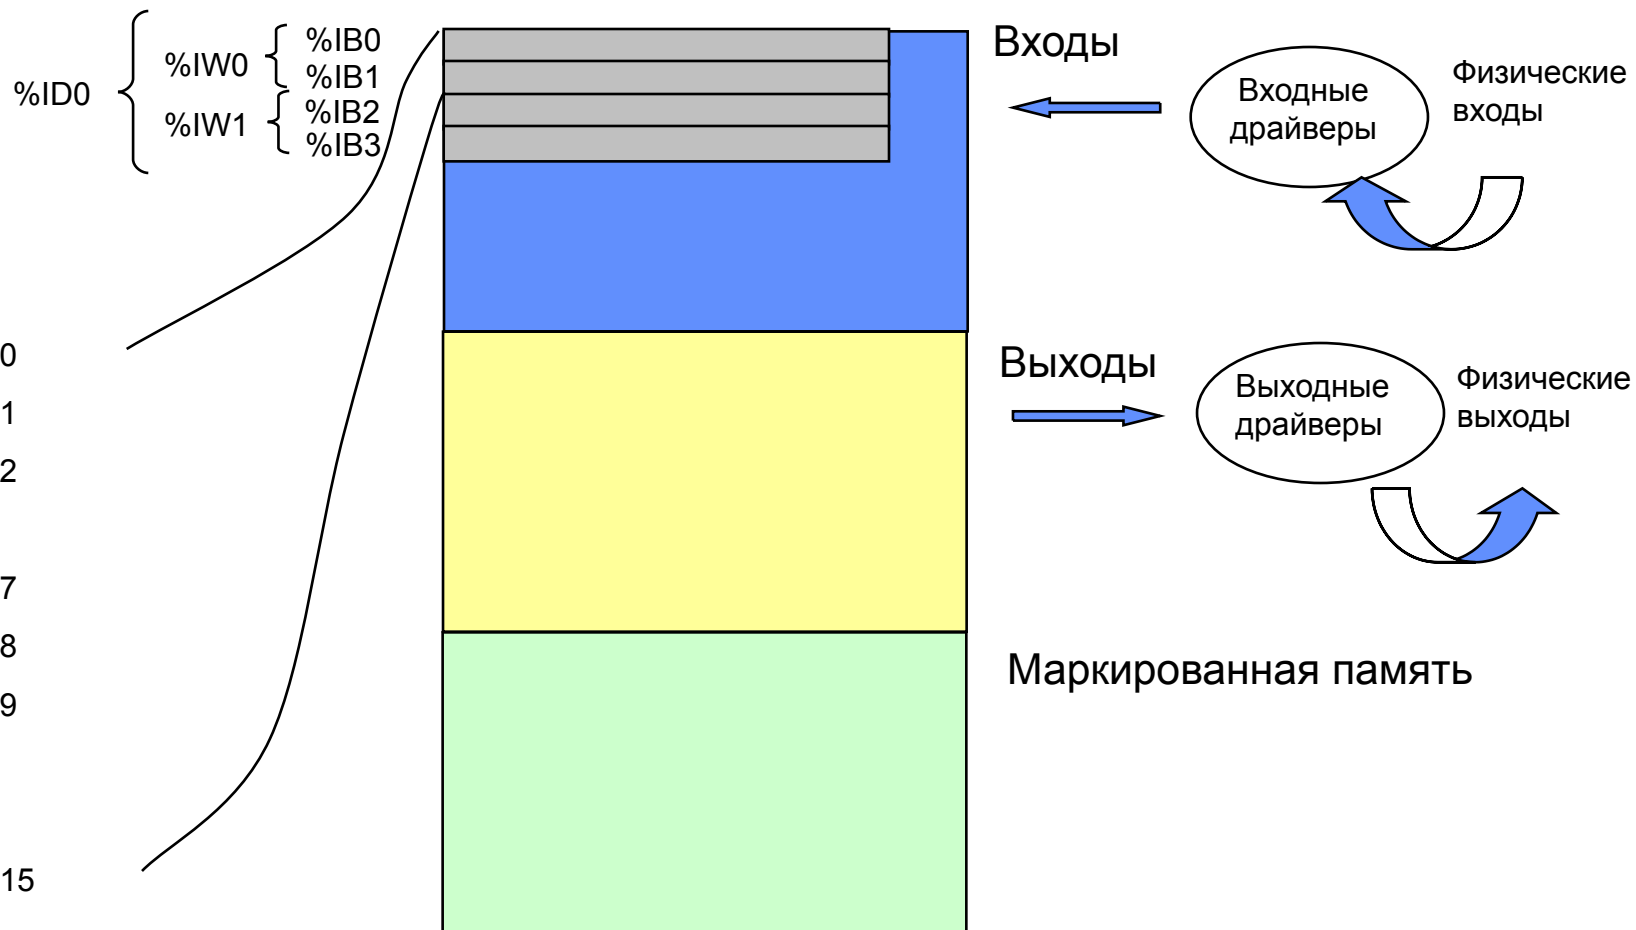 %ID0
%IW0
%IW1
%IB0
%IB1
%IB2
%IB3
Входы
Входные
драйверы
Физические
входы
Выходы
Выходные
драйверы
Физические
выходы
Маркированная память
0
1
2
7
8
9
15